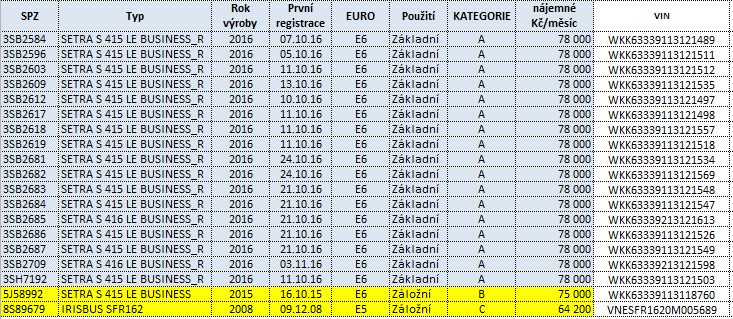 SPZ Typ Rok výroby První registrace EURO Použití KATEGORIE nájemné Kč/měsíc VIN
3SB2584 SETRA S 415 LE BUSINESS_R 2016 07.10.16 E6 Základní A 78 000 WKK63339113121489
3SB2596 SETRA S 415 LE BUSINESS_R 2016 05.10.16 E6 Základní A 78 000 WKK63339113121511
3SB2603 SETRA S 415 LE BUSINESS_R 2016 11.10.16 E6 Základní A 78 000 WKK63339113121512
3SB2609 SETRA S 415 LE BUSINESS_R 2016 13.10.16 E6 Základní A 78 000 WKK63339113121535
3SB2612 SETRA S 415 LE BUSINESS_R 2016 10.10.16 E6 Základní A 78 000 WKK63339113121497
3SB2617 SETRA S 415 LE BUSINESS_R 2016 11.10.16 E6 Základní A 78 000 WKK63339113121498
3SB2618 SETRA S 415 LE BUSINESS_R 2016 11.10.16 E6 Základní A 78 000 WKK63339113121557
3SB2619 SETRA S 415 LE BUSINESS_R 2016 11.10.16 E6 Základní A 78 000 WKK63339113121518
3SB2681 SETRA S 415 LE BUSINESS_R 2016 24.10.16 E6 Základní A 78 000 WKK63339113121534
3SB2682 SETRA S 415 LE BUSINESS_R 2016 24.10.16 E6 Základní A 78 000 WKK63339113121569
3SB2683 SETRA S 415 LE BUSINESS_R 2016 21.10.16 E6 Základní A 78 000 WKK63339113121548
3SB2684 SETRA S 415 LE BUSINESS_R 2016 21.10.16 E6 Základní A 78 000 WKK63339113121547
3SB2685 SETRA S 416 LE BUSINESS_R 2016 21.10.16 E6 Základní A 78 000 WKK63339213121613
3SB2686 SETRA S 415 LE BUSINESS_R 2016 21.10.16 E6 Základní A 78 000 WKK63339113121526
3SB2687 SETRA S 415 LE BUSINESS_R 2016 21.10.16 E6 Základní A 78 000 WKK63339113121549
3SB2709 SETRA S 416 LE BUSINESS_R 2016 03.11.16 E6 Základní A 78 000 WKK63339213121598
3SH7192 SETRA S 415 LE BUSINESS_R 2016 11.10.16 E6 Základní A 78 000 WKK63339113121503
5J58992 SETRA S 415 LE BUSINESS 2015 16.10.15 E6 Záložní B 75 000 WKK63339113118760
8S89679 IRISBUS SFR162 2008 09.12.08 E5 Záložní C 64 200 VNESFR1620M005689